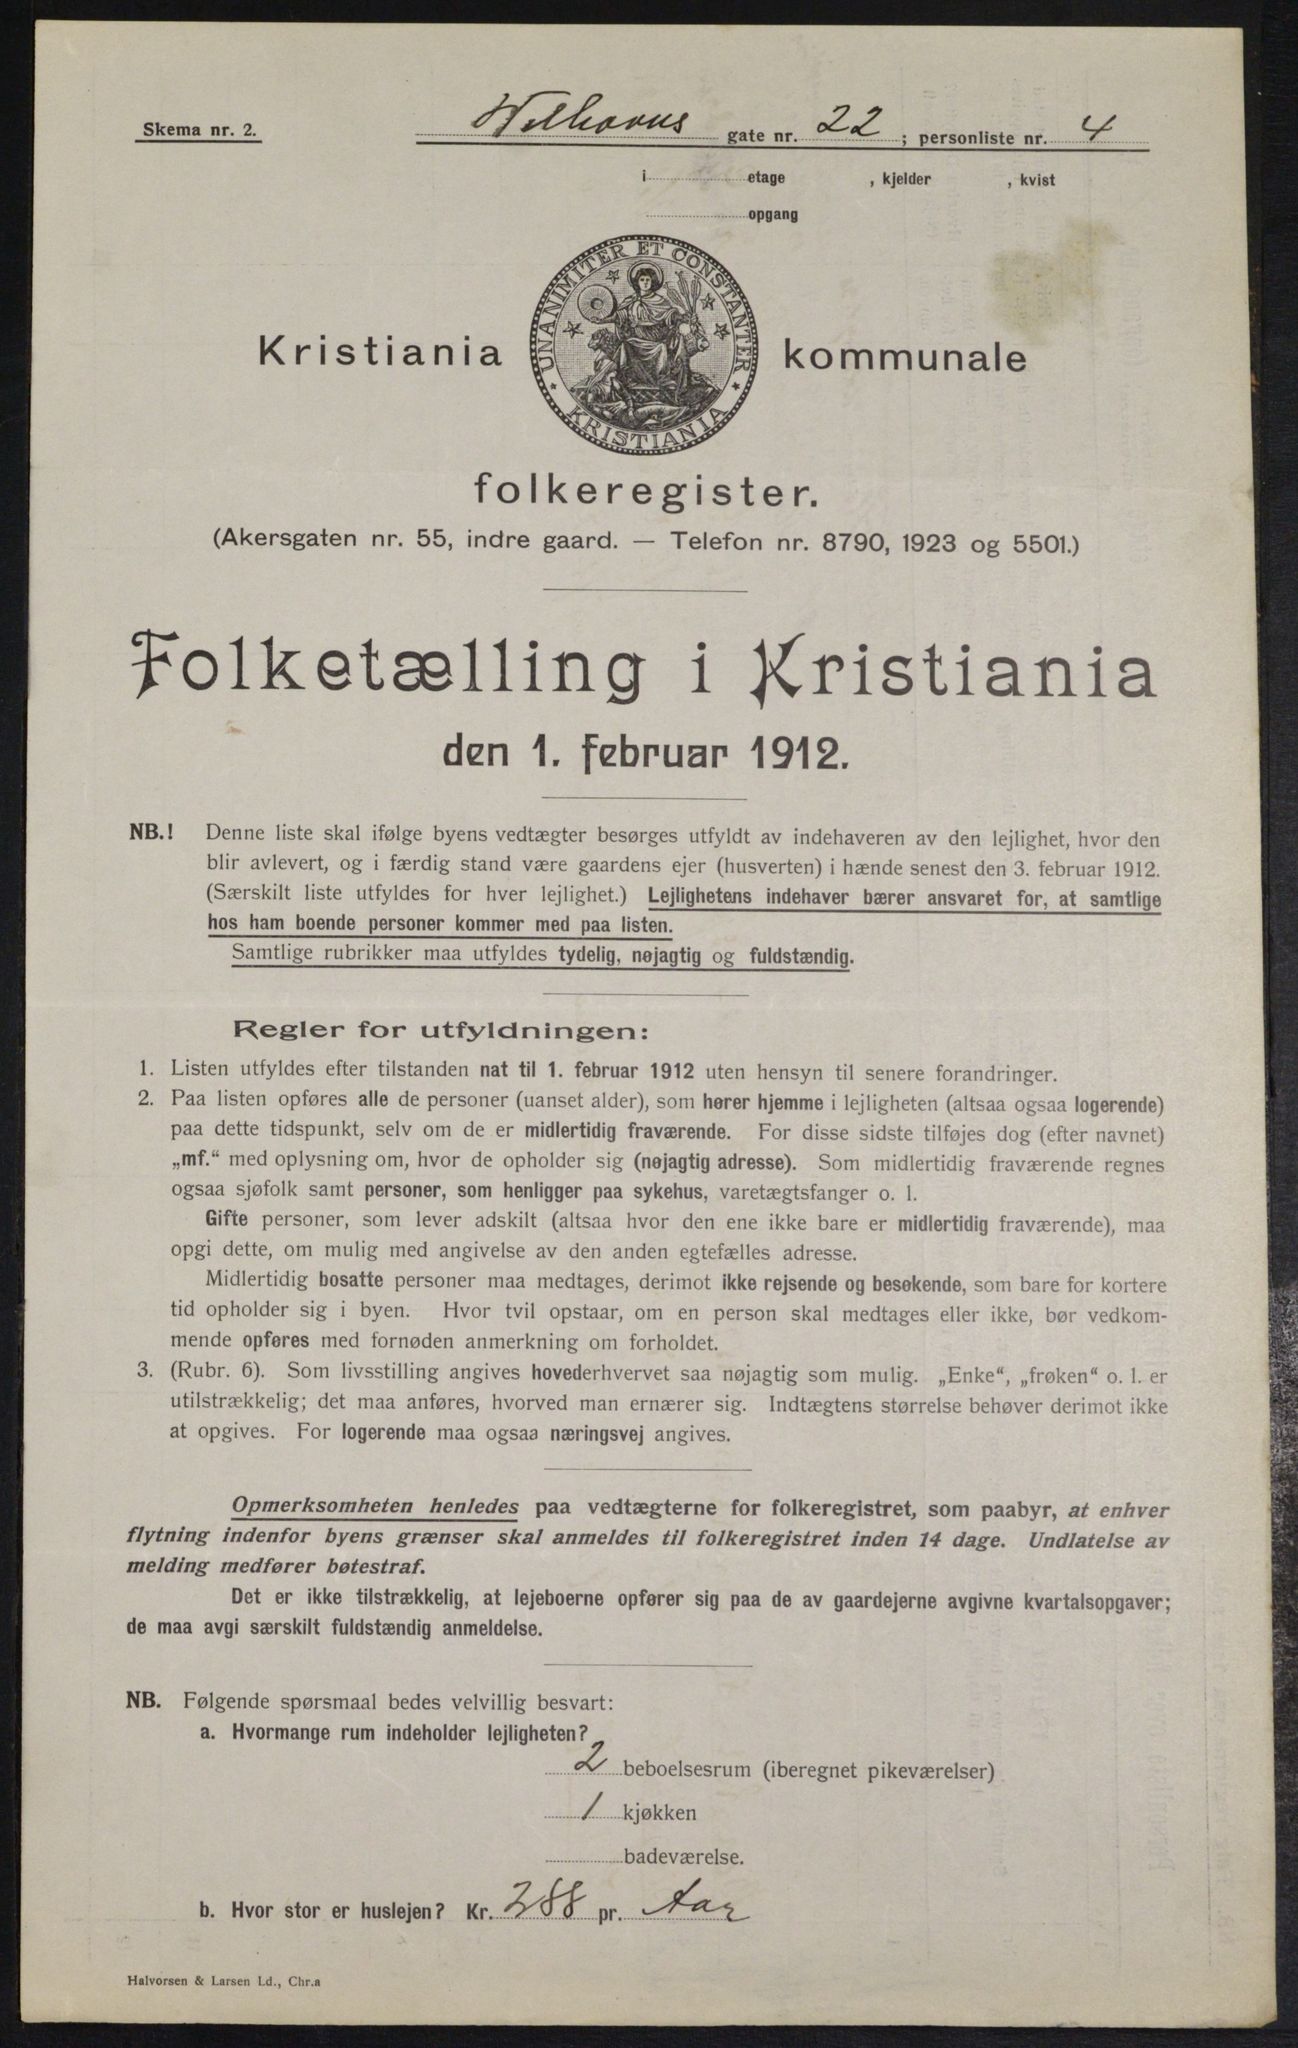 Skema nr. 2.
Welhavns gate nr. 22 ; personliste nr. 4
i etage , kjelder , kvist
opgang
UNANIMITER ET CONSTANTER
KRISTIANIA
Kristiania kommunale
folkeregister.
(Akersgaten nr. 55, indre gaard. — Telefon nr. 8790, 1923 og 5501.)
Folketælling i Kristiania
den 1. februar 1912.
NB.! Denne liste skal ifølge byens vedtægter besørges utfyldt av indehaveren av den lejlighet, hvor den
blir avlevert, og i færdig stand være gaardens ejer (husverten) i hænde senest den 3. februar 1912.
(Særskilt liste utfyldes for hver lejlighet.) Lejlighetens indehaver bærer ansvaret for, at samtlige
hos ham boende personer kommer med paa listen.
Samtlige rubrikker maa utfyldes tydelig, nøjagtig og fuldstændig.
Regler for utfyldningen:
1. Listen utfyldes efter tilstanden nat til 1. februar 1912 uten hensyn til senere forandringer.
2. Paa listen opføres alle de personer (uanset alder), som hører hjemme i lejligheten (altsaa ogsaa logerende)
paa dette tidspunkt, selv om de er midlertidig fraværende. For disse sidste tilføjes dog (efter navnet)
„mf.“ med oplysning om, hvor de opholder sig (nøjagtig adresse). Som midlertidig fraværende regnes
ogsaa sjøfolk samt personer, som henligger paa sykehus, varetægtsfanger o. l.
Gifte personer, som lever adskilt (altsaa hvor den ene ikke bare er midlertidig fraværende), maa
opgi dette, om mulig med angivelse av den anden egtefælles adresse.
Midlertidig bosatte personer maa medtages, derimot ikke rejsende og besøkende, som bare for kortere
tid opholder sig i byen. Hvor tvil opstaar, om en person skal medtages eller ikke, bør vedkom-
mende opføres med fornøden anmerkning om forholdet.
3. (Rubr. 6). Som livsstilling angives hovederhvervet saa nøjagtig som mulig. „Enke“, „frøken“ o. l. er
utilstrækkelig; det maa anføres, hvorved man ernærer sig. Indtægtens størrelse behøver derimot ikke
at opgives. For logerende maa ogsaa næringsvej angives.
Opmerksomheten henledes paa vedtægterne for folkeregistret, som paabyr, at enhver
flytning indenfor byens grænser skal anmeldes til folkeregistret inden 14 dage. Undlatelse av
melding medfører bøtestraf.
Det er ikke tilstrækkelig, at lejeboerne opfører sig paa de av gaardejerne avgivne kvartalsopgaver;
de maa avgi særskilt fuldstændig anmeldelse.
NB. Følgende spørsmaal bedes velvillig besvart:
a. Hvormange rum indeholder lejligheten?
2 beboelsesrum (iberegnet pikeværelser)
1 kjøkken
badeværelse.
b. Hvor stor er huslejen? Kr. 288 pr. Aar
Halvorsen & Larsen Ld., Chr.a